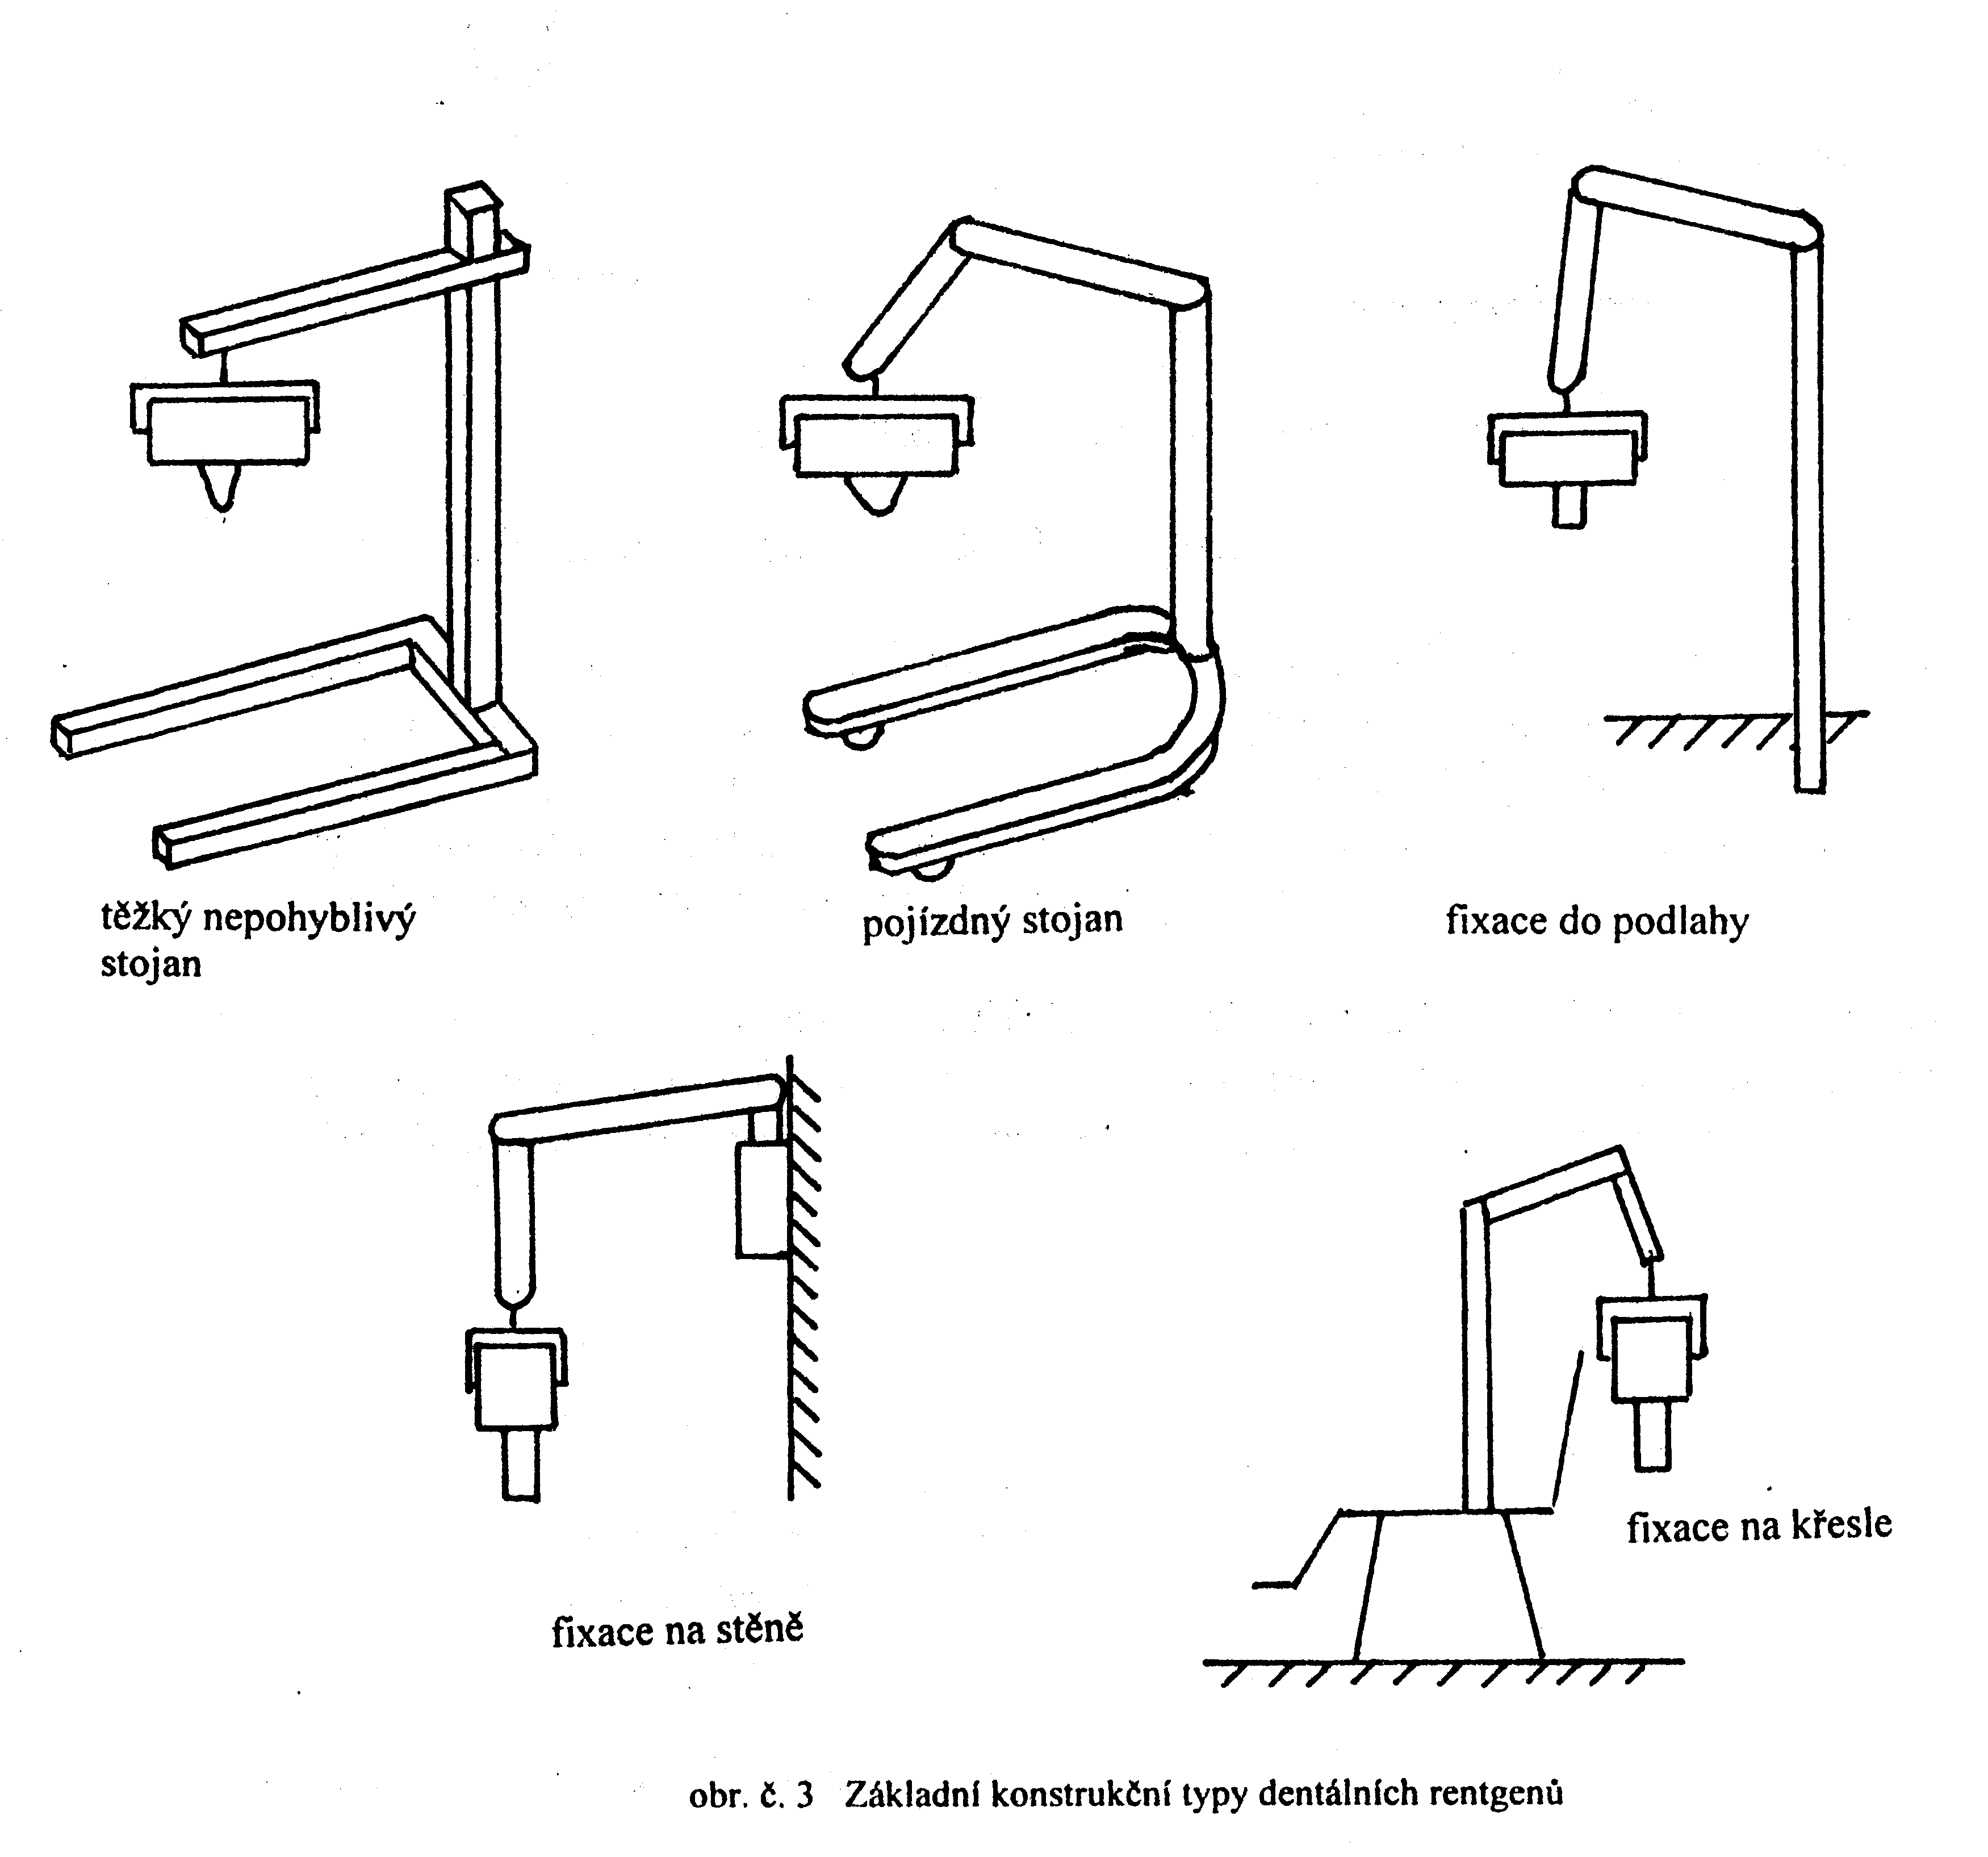 těžký nepohyblivý
stojan
pojízdný stojan
fixace do podlahy
fixace na stěně
fixace na křesle
obr. č. 3 Základní konstrukční typy dentálních rentgenů